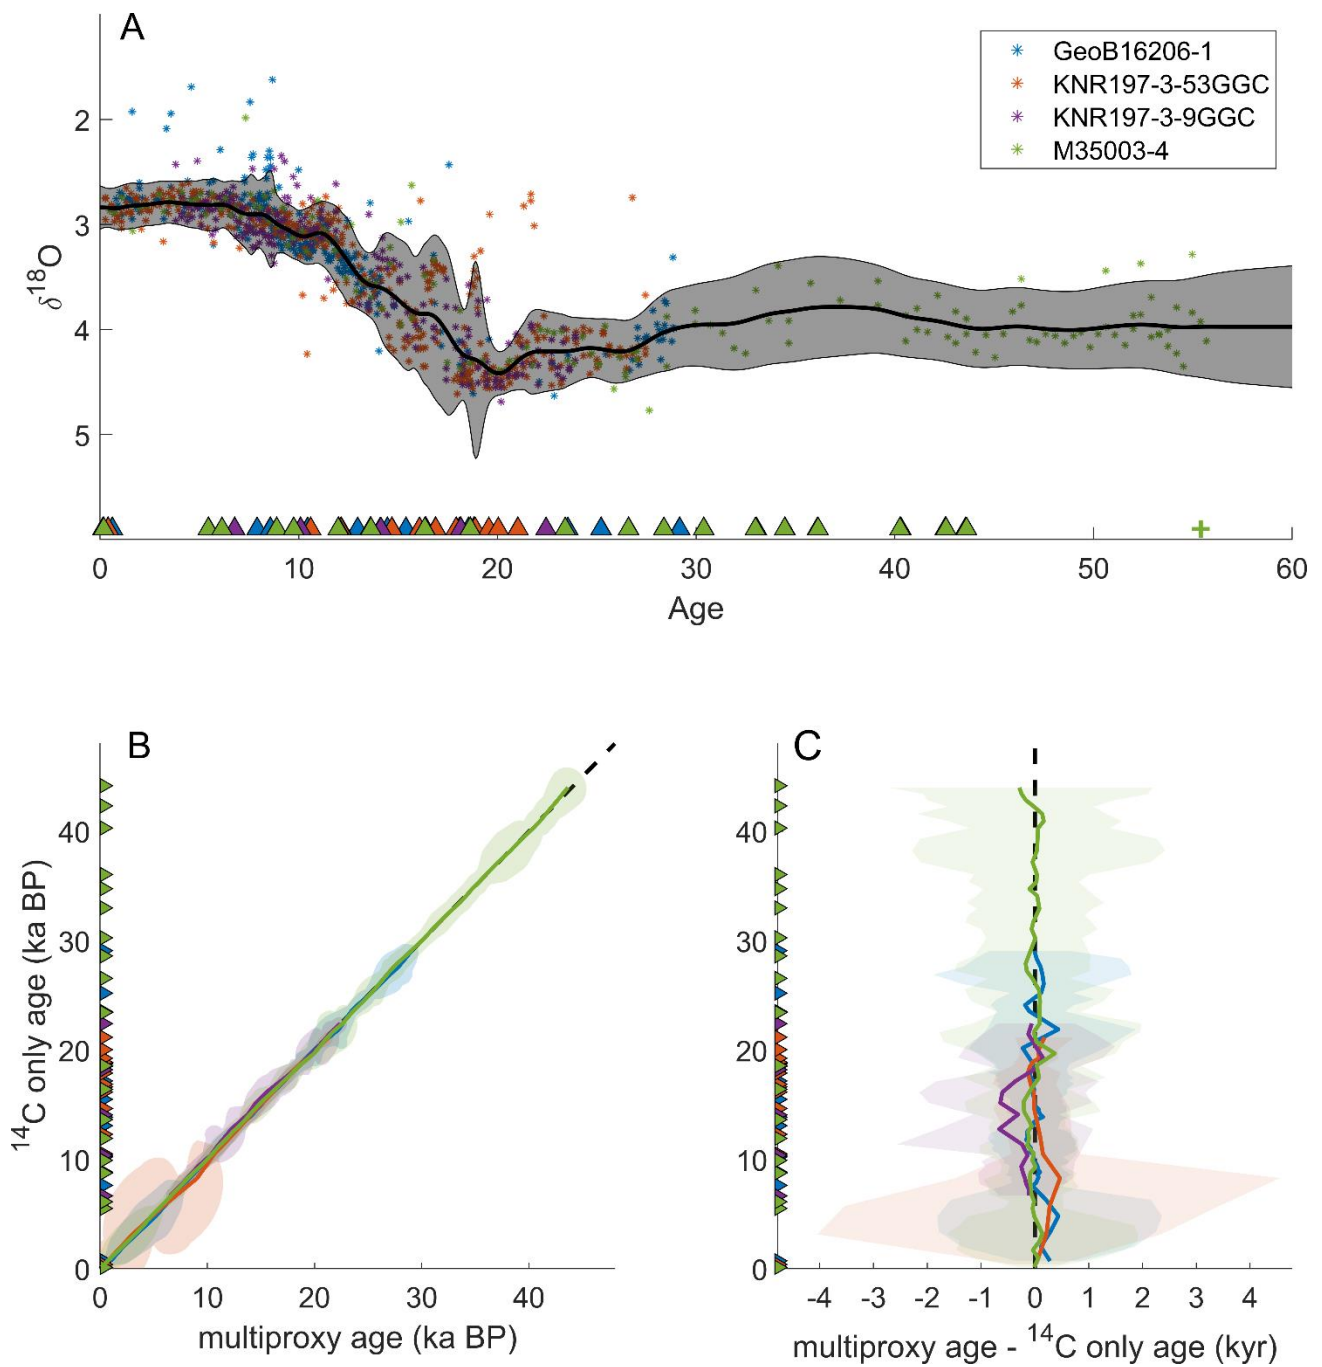 A
GeoB16206-1
KNR197-3-53GGC
KNR197-3-9GGC
M35003-4
2
3
4
5
δ18O
0 10 20 30 40 50 60
Age
B
40
30
20
10
0
14C only age (ka BP)
0 10 20 30 40
multiproxy age (ka BP)
C
40
30
20
10
0
-4 -3 -2 -1 0 1 2 3 4
multiproxy age - 14C only age (kyr)